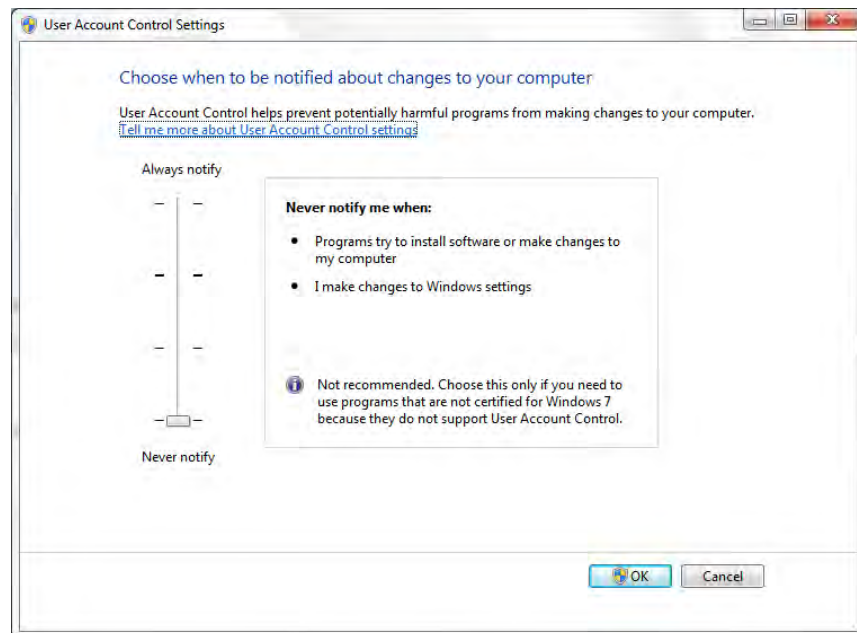 User Account Control Settings
Choose when to be notified about changes to your computer
User Account Control helps prevent potentially harmful programs from making changes to your computer.
Tell me more about User Account Control settings
Always notify
Never notify me when:
• Programs try to install software or make changes to
my computer
• I make changes to Windows settings
Not recommended. Choose this only if you need to
use programs that are not certified for Windows 7
because they do not support User Account Control.
Never notify
OK
Cancel